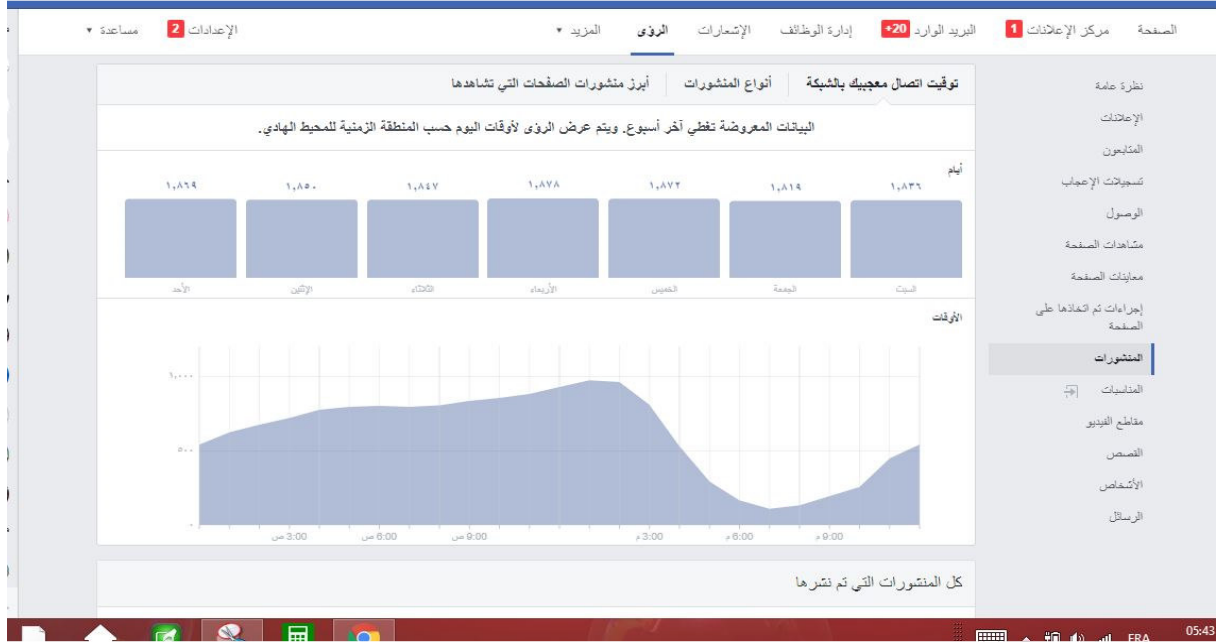 الصفحة   مركز الإعلانات 1   البريد الوارد 20+   إدارة الوظائف   الإشعارات   الرؤى   المزيد   الإعدادات 2   مساعدة
نظرة عامة
الإعلانات
المتابعون
تسجيلات الإعجاب
الوصول
مشاهدات الصفحة
معاينات الصفحة
إجراءات تم اتخاذها على
الصفحة
المنشورات
المناسبات
مقاطع الفيديو
القصص
الأشخاص
الرسائل
توقيت اتصال معجبيك بالشبكة   أنواع المنشورات   أبرز منشورات الصفحات التي تشاهدها
البيانات المعروضة تغطي آخر أسبوع. ويتم عرض الرؤى لأوقات اليوم حسب المنطقة الزمنية للمحيط الهادي.
أيام
١,٨٣٦   ١,٨١٩   ١,٨٧٢   ١,٨٧٨   ١,٨٤٧   ١,٨٥٠   ١,٨٦٩
السبت   الجمعة   الخميس   الأربعاء   الثلاثاء   الإثنين   الأحد
الأوقات
١,٠٠٠
٥٠٠
٠
3:00 ص   6:00 ص   9:00 ص   3:00 م   6:00 م   9:00 م
كل المنشورات التي تم نشرها
FRA   05:43